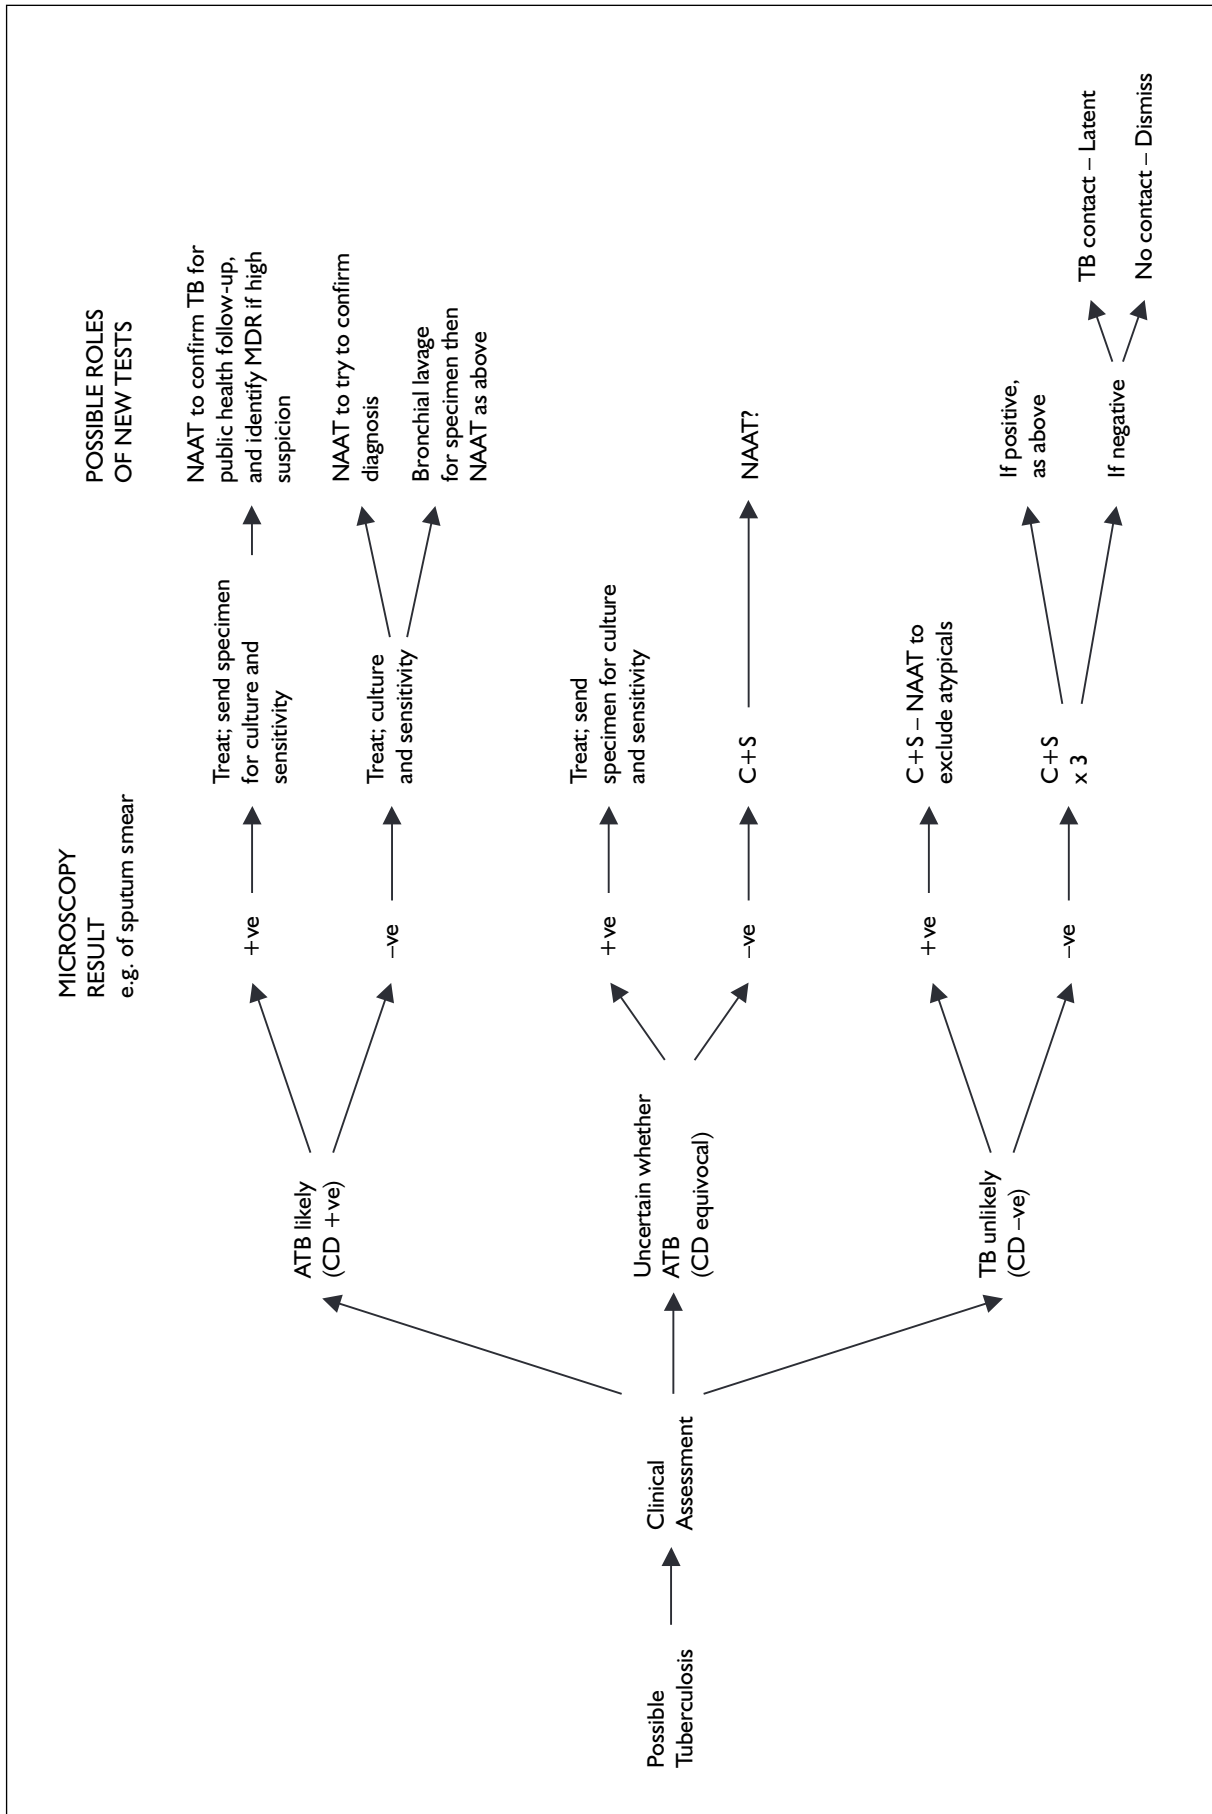 MICROSCOPY
RESULT
e.g. of sputum smear
POSSIBLE ROLES
OF NEW TESTS
Possible
Tuberculosis
Clinical
Assessment
ATB likely
(CD +ve)
+ve
Treat; send specimen
for culture and
sensitivity
NAAT to confirm TB for
public health follow-up,
and identify MDR if high
suspicion
–ve
Treat; culture
and sensitivity
NAAT to try to confirm
diagnosis
Bronchial lavage
for specimen then
NAAT as above
Uncertain whether
ATB
(CD equivocal)
+ve
Treat; send
specimen for culture
and sensitivity
–ve
C+S
NAAT?
TB unlikely
(CD –ve)
+ve
C+S – NAAT to
exclude atypicals
–ve
C+S
x 3
If positive,
as above
If negative
TB contact – Latent
No contact – Dismiss